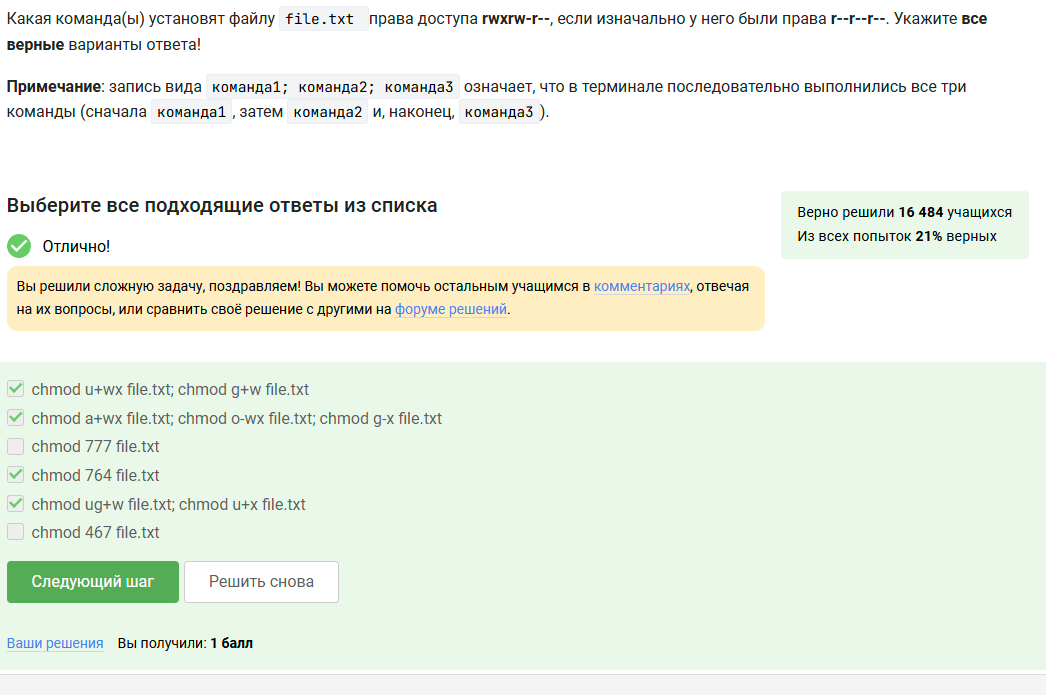 Какая команда(ы) установят файлу file.txt права доступа rwxrw-r--, если изначально у него были права r--r--r--. Укажите все
верные варианты ответа!
Примечание: запись вида команда1; команда2; команда3 означает, что в терминале последовательно выполнились все три
команды (сначала команда1, затем команда2 и, наконец, команда3).
Выберите все подходящие ответы из списка
Верно решили 16 484 учащихся
Из всех попыток 21% верных
Отлично!
Вы решили сложную задачу, поздравляем! Вы можете помочь остальным учащимся в комментариях, отвечая
на их вопросы, или сравнить своё решение с другими на форуме решений.
chmod u+wx file.txt; chmod g+w file.txt
chmod a+wx file.txt; chmod o-wx file.txt; chmod g-x file.txt
chmod 777 file.txt
chmod 764 file.txt
chmod ug+w file.txt; chmod u+x file.txt
chmod 467 file.txt
Следующий шаг
Решить снова
Ваши решения Вы получили: 1 балл